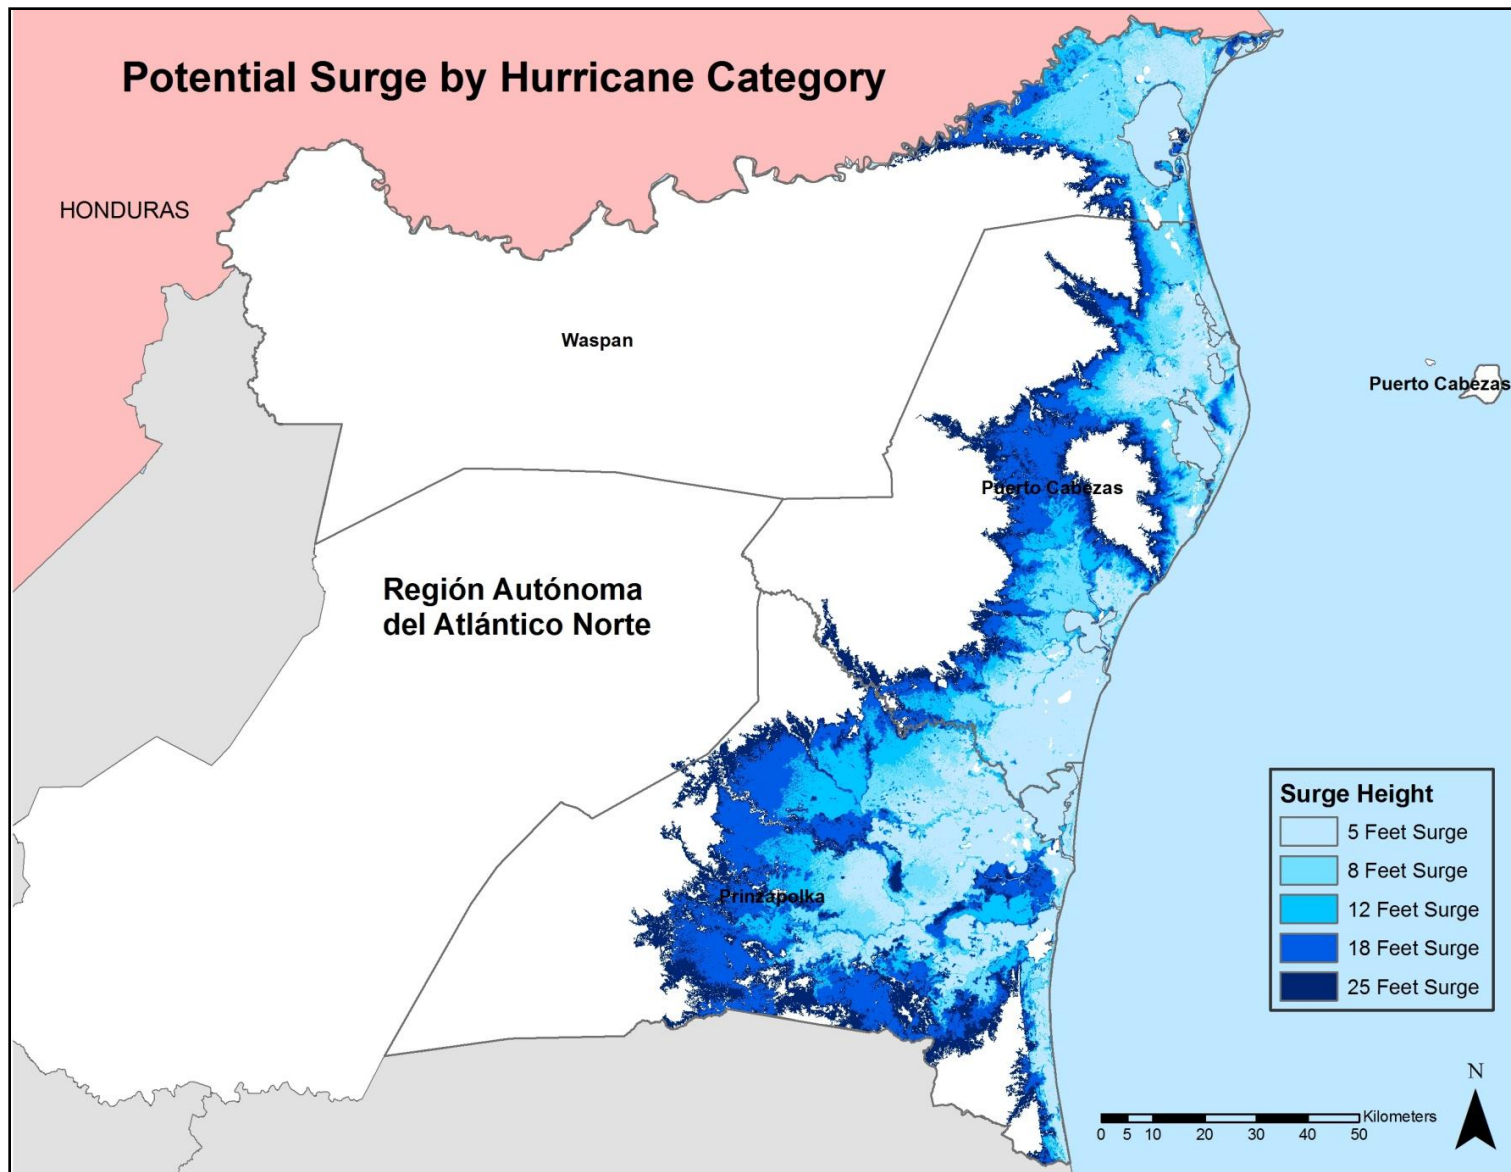 Potential Surge by Hurricane Category
HONDURAS
Waspan
Puerto Cabezas
Puerto Cabezas
Región Autónoma
del Atlántico Norte
Prinzapolka
Surge Height
5 Feet Surge
8 Feet Surge
12 Feet Surge
18 Feet Surge
25 Feet Surge
N
Kilometers
0 5 10 20 30 40 50